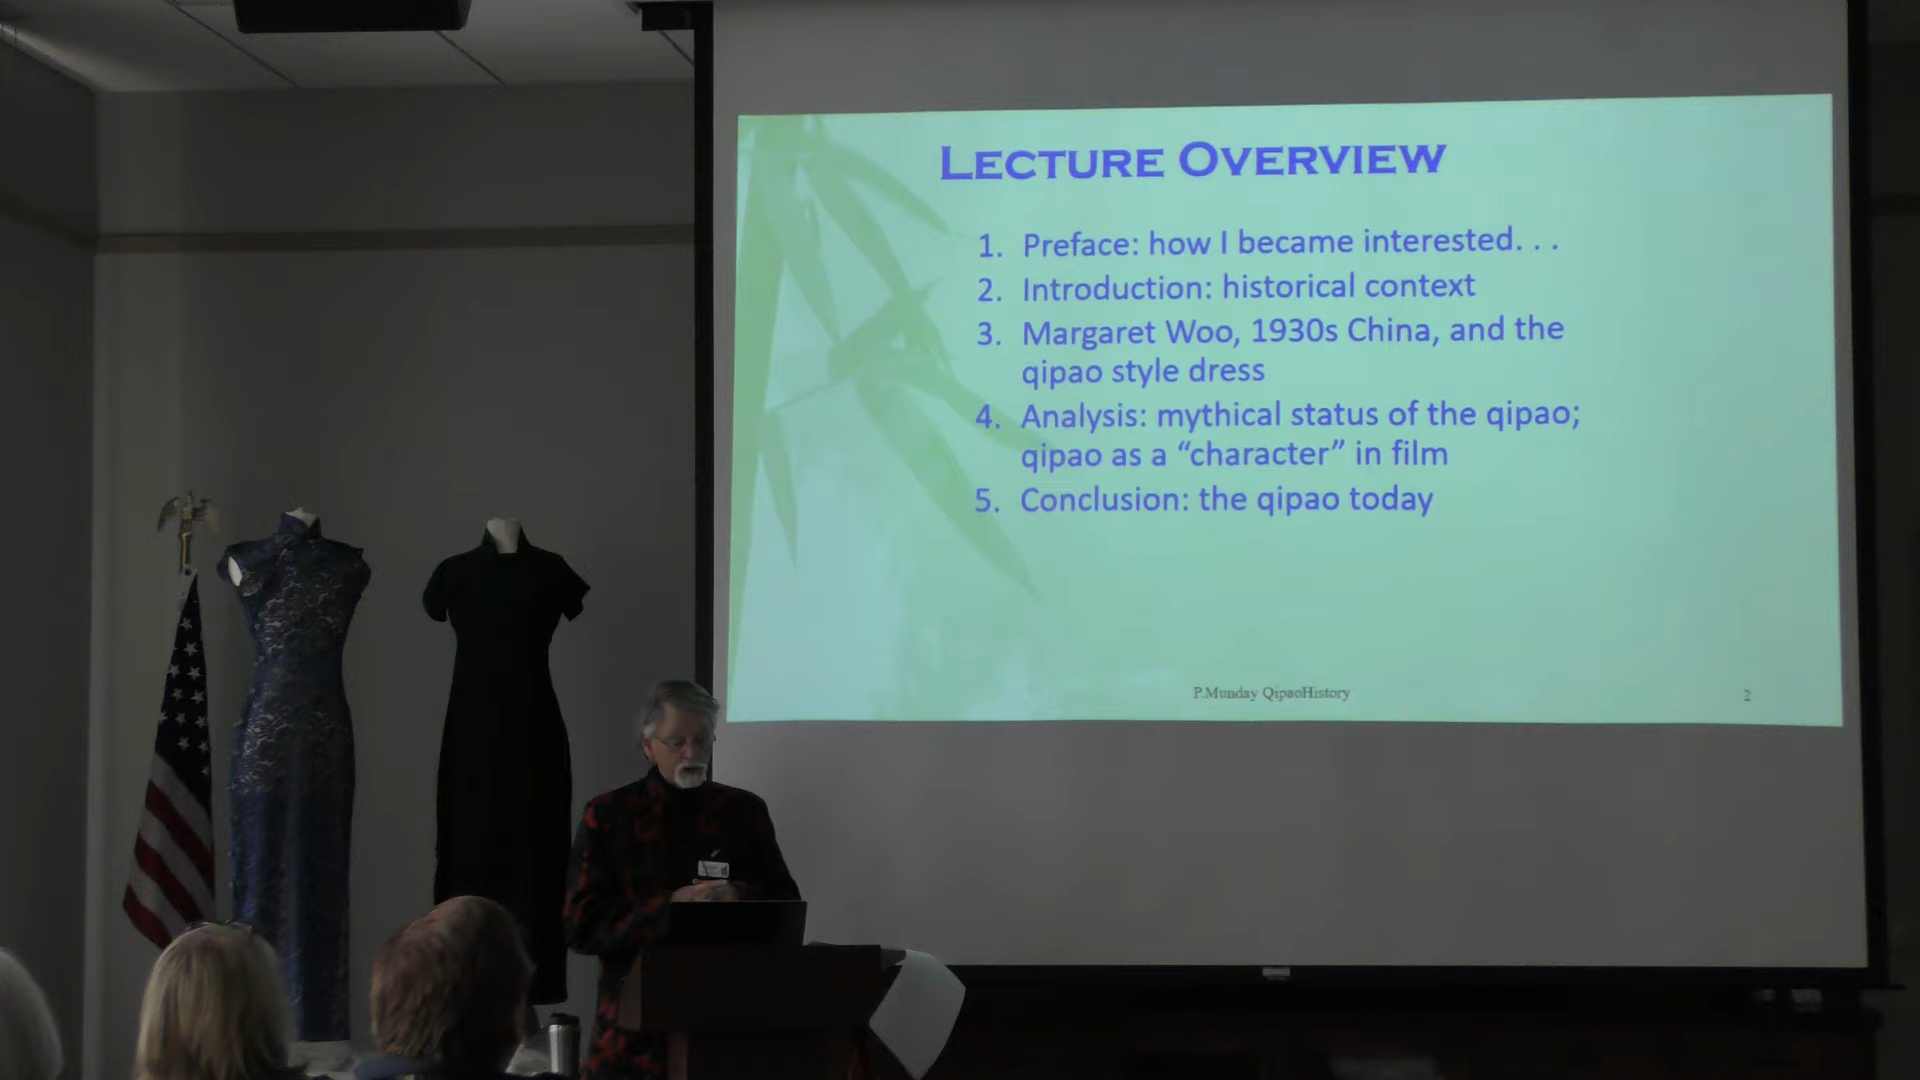 LECTURE OVERVIEW
1. Preface: how I became interested. . .
2. Introduction: historical context
3. Margaret Woo, 1930s China, and the
qipao style dress
4. Analysis: mythical status of the qipao;
qipao as a “character” in film
5. Conclusion: the qipao today
P.Munday QipaoHistory
2